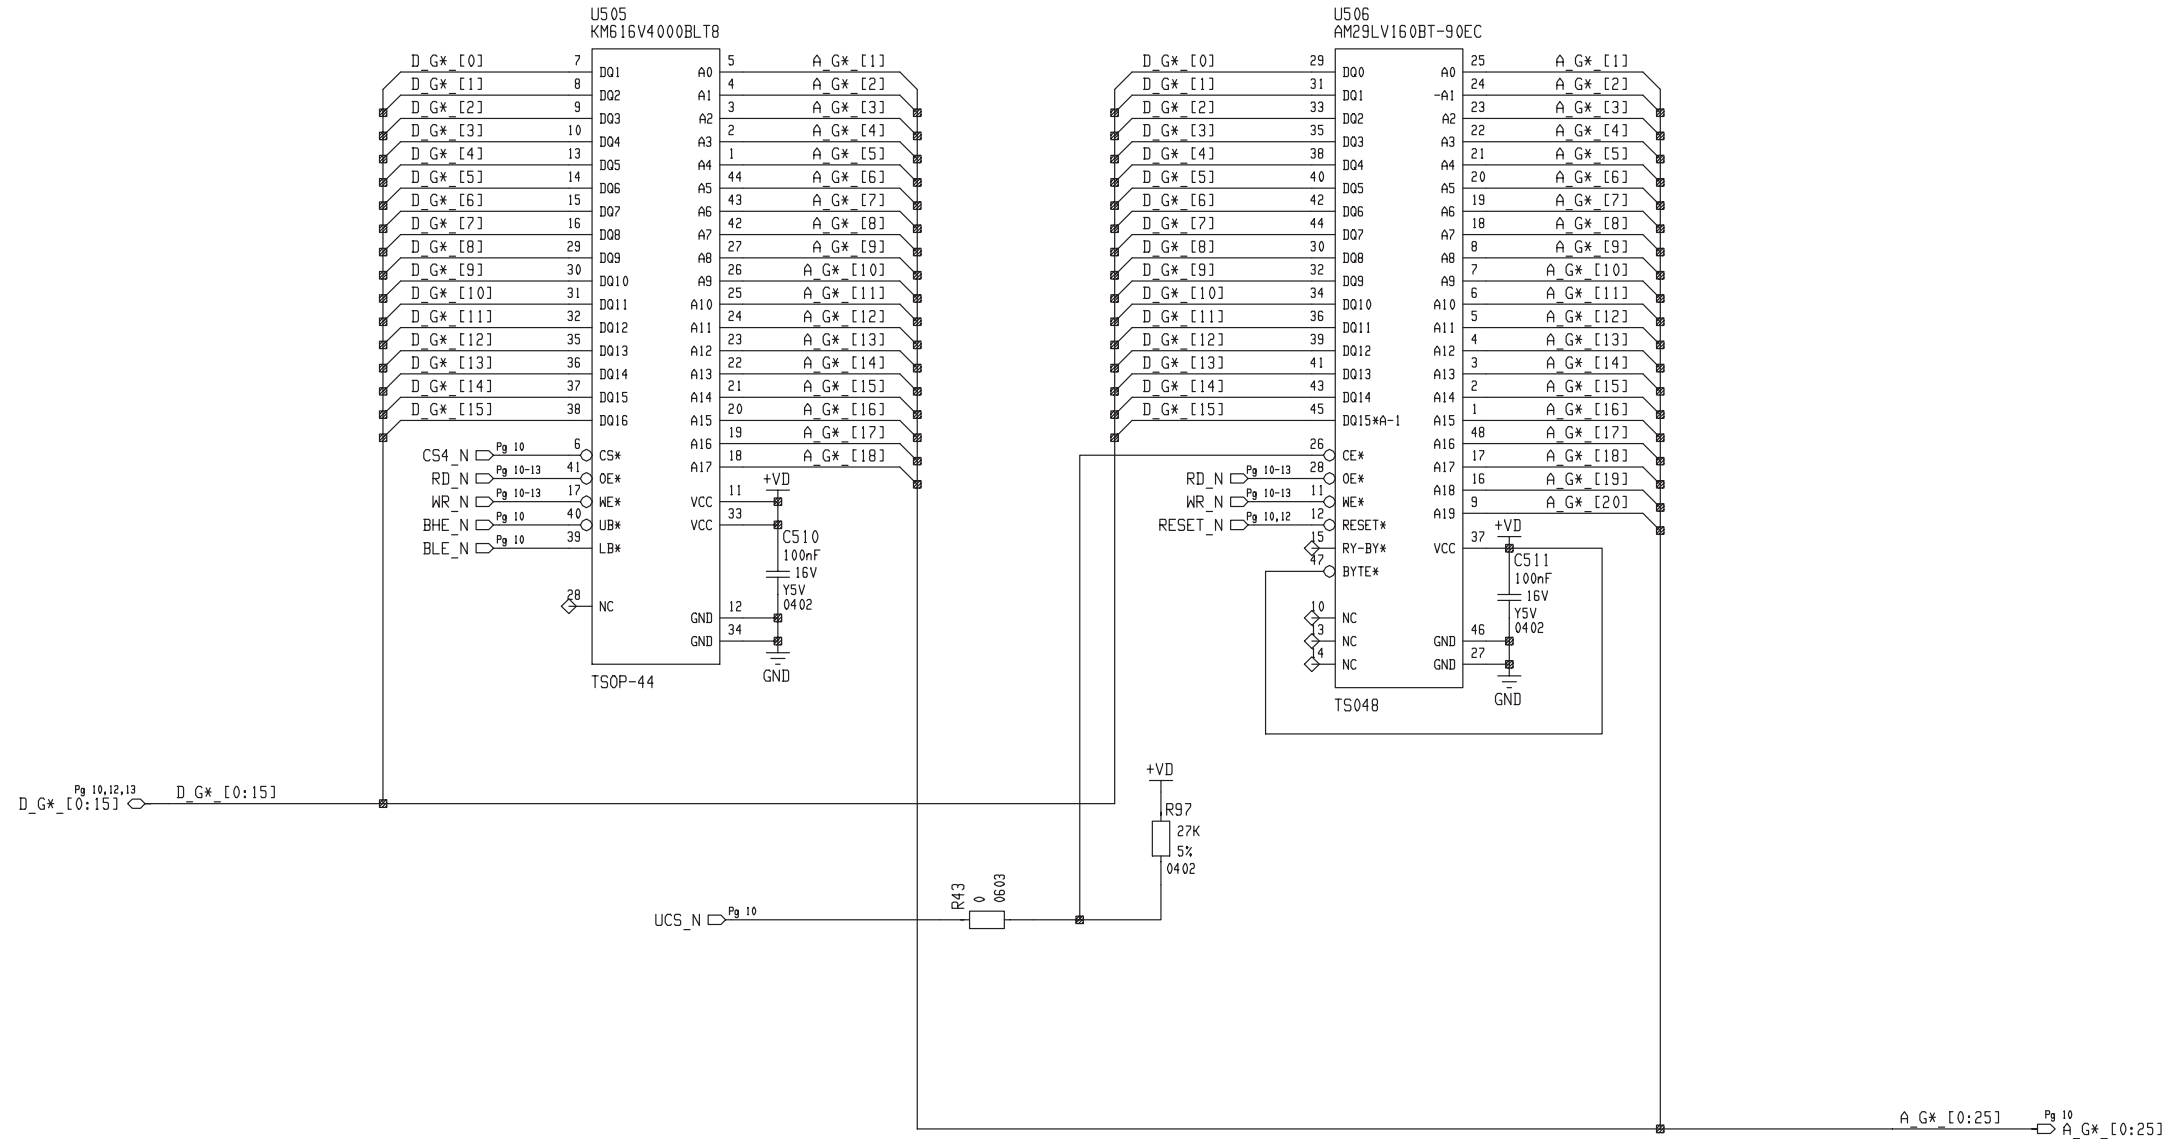 U505
KM616V4000BLT8
D_G*_[0] 7 DQ1 A0 5 A_G*_[1]
D_G*_[1] 8 DQ2 A1 4 A_G*_[2]
D_G*_[2] 9 DQ3 A2 3 A_G*_[3]
D_G*_[3] 10 DQ4 A3 2 A_G*_[4]
D_G*_[4] 13 DQ5 A4 1 A_G*_[5]
D_G*_[5] 14 DQ6 A5 44 A_G*_[6]
D_G*_[6] 15 DQ7 A6 43 A_G*_[7]
D_G*_[7] 16 DQ8 A7 42 A_G*_[8]
D_G*_[8] 29 DQ9 A8 27 A_G*_[9]
D_G*_[9] 30 DQ10 A9 26 A_G*_[10]
D_G*_[10] 31 DQ11 A10 25 A_G*_[11]
D_G*_[11] 32 DQ12 A11 24 A_G*_[12]
D_G*_[12] 35 DQ13 A12 23 A_G*_[13]
D_G*_[13] 36 DQ14 A13 22 A_G*_[14]
D_G*_[14] 37 DQ15 A14 21 A_G*_[15]
D_G*_[15] 38 DQ16 A15 20 A_G*_[16]
A16 19 A_G*_[17]
CS4_N Pg 10 6 CS*
A17 18 A_G*_[18]
RD_N Pg 10-13 41 OE*
+VD
WR_N Pg 10-13 17 WE* VCC 11
BHE_N Pg 10 40 UB* VCC 33
BLE_N Pg 10 39 LB*
C510
100nF
16V
Y5V
0402
28 NC
GND 12
GND 34
GND
TSOP-44
U506
AM29LV160BT-90EC
D_G*_[0] 29 DQ0 A0 25 A_G*_[1]
D_G*_[1] 31 DQ1 -A1 24 A_G*_[2]
D_G*_[2] 33 DQ2 A2 23 A_G*_[3]
D_G*_[3] 35 DQ3 A3 22 A_G*_[4]
D_G*_[4] 38 DQ4 A4 21 A_G*_[5]
D_G*_[5] 40 DQ5 A5 20 A_G*_[6]
D_G*_[6] 42 DQ6 A6 19 A_G*_[7]
D_G*_[7] 44 DQ7 A7 18 A_G*_[8]
D_G*_[8] 30 DQ8 A8 8 A_G*_[9]
D_G*_[9] 32 DQ9 A9 7 A_G*_[10]
D_G*_[10] 34 DQ10 A10 6 A_G*_[11]
D_G*_[11] 36 DQ11 A11 5 A_G*_[12]
D_G*_[12] 39 DQ12 A12 4 A_G*_[13]
D_G*_[13] 41 DQ13 A13 3 A_G*_[14]
D_G*_[14] 43 DQ14 A14 2 A_G*_[15]
D_G*_[15] 45 DQ15*A-1 A15 1 A_G*_[16]
A16 48 A_G*_[17]
26 CE*
A17 17 A_G*_[18]
RD_N Pg 10-13 28 OE*
A18 16 A_G*_[19]
WR_N Pg 10-13 11 WE*
A19 9 A_G*_[20]
RESET_N Pg 10,12 12 RESET*
+VD
15 RY-BY* VCC 37
47 BYTE*
C511
100nF
16V
Y5V
0402
10 NC
13 NC GND 46
14 NC GND 27
GND
TSO48
Pg 10,12,13
D_G*_[0:15] D_G*_[0:15]
+VD
R97
27K
5%
0402
R43
0
0603
UCS_N Pg 10
A_G*_[0:25] Pg 10
A_G*_[0:25]